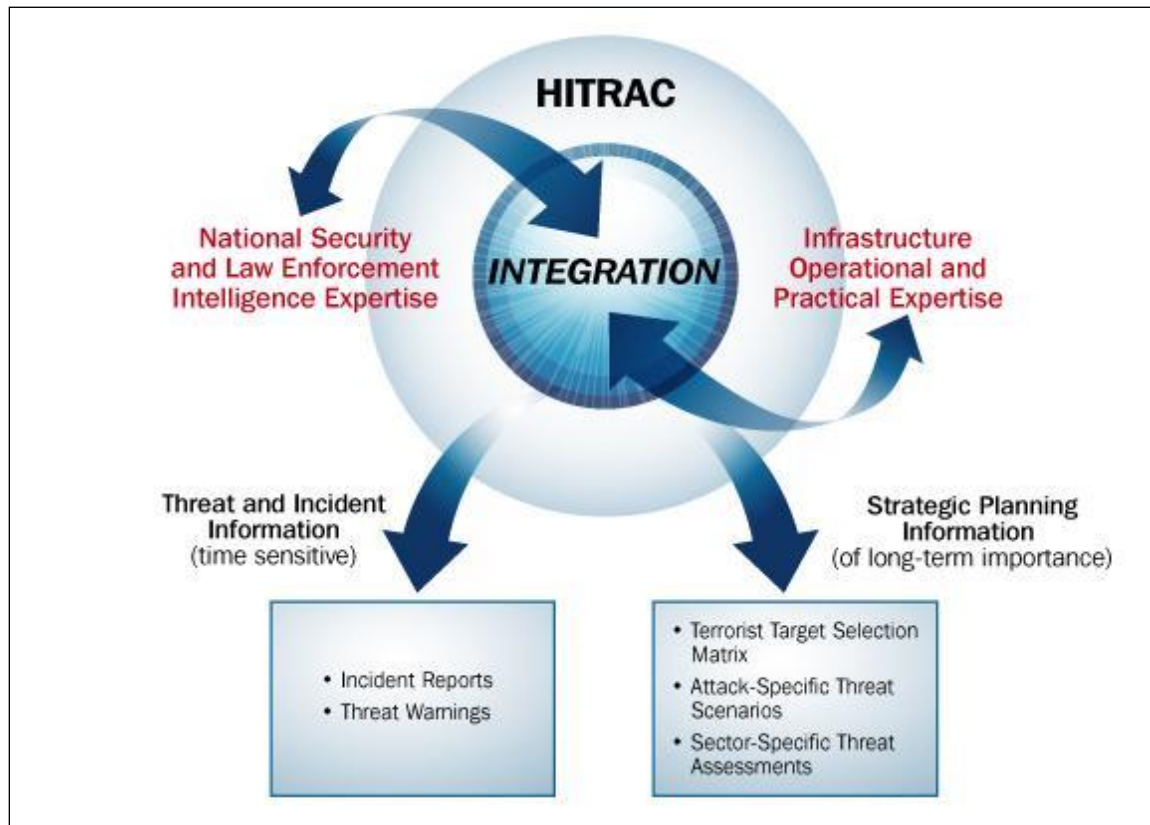 HITRAC
National Security
and Law Enforcement
Intelligence Expertise
INTEGRATION
Infrastructure
Operational and
Practical Expertise
Threat and Incident
Information
(time sensitive)
Strategic Planning
Information
(of long-term importance)
• Incident Reports
• Threat Warnings
• Terrorist Target Selection
Matrix
• Attack-Specific Threat
Scenarios
• Sector-Specific Threat
Assessments